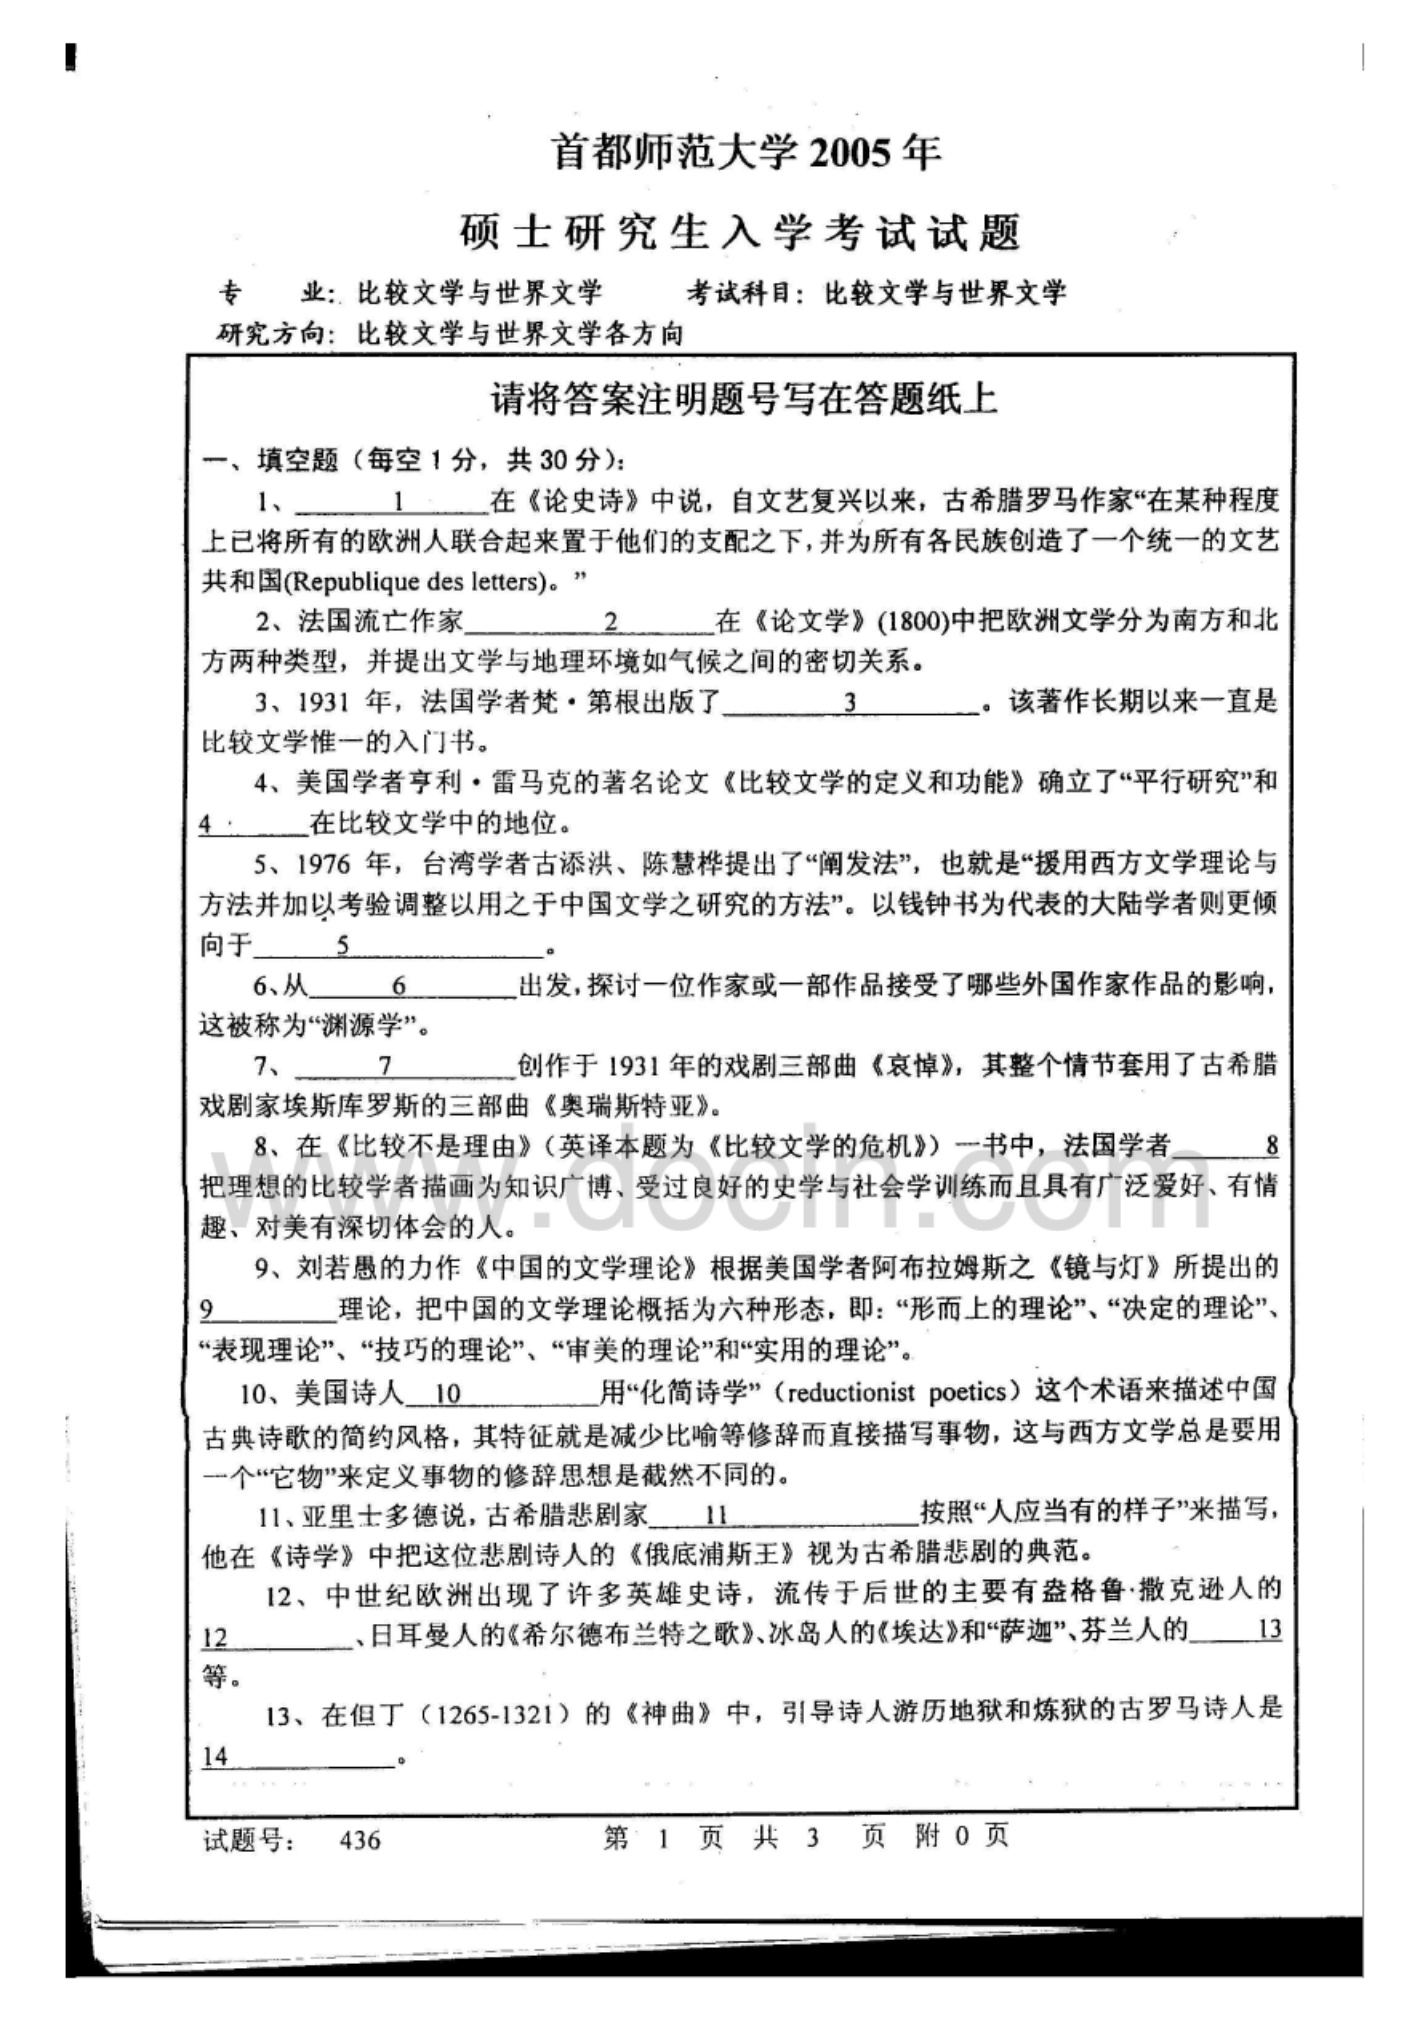 首都师范大学 2005 年
硕士研究生入学考试试题
专 业: 比较文学与世界文学 考试科目: 比较文学与世界文学
研究方向: 比较文学与世界文学各方向
请将答案注明题号写在答题纸上
一、填空题（每空 1 分，共 30 分）:
1、 1 在《论史诗》中说，自文艺复兴以来，古希腊罗马作家“在某种程度
上已将所有的欧洲人联合起来置于他们的支配之下，并为所有各民族创造了一个统一的文艺
共和国(Republique des letters)。”
2、法国流亡作家 2 在《论文学》(1800)中把欧洲文学分为南方和北
方两种类型，并提出文学与地理环境如气候之间的密切关系。
3、1931 年，法国学者梵·第根出版了 3 。该著作长期以来一直是
比较文学惟一的入门书。
4、美国学者亨利·雷马克的著名论文《比较文学的定义和功能》确立了“平行研究”和
4 在比较文学中的地位。
5、1976 年，台湾学者古添洪、陈慧桦提出了“阐发法”，也就是“援用西方文学理论与
方法并加以考验调整以用之于中国文学之研究的方法”。以钱钟书为代表的大陆学者则更倾
向于 5 。
6、从 6 出发，探讨一位作家或一部作品接受了哪些外国作家作品的影响，
这被称为“渊源学”。
7、 7 创作于 1931 年的戏剧三部曲《哀悼》，其整个情节套用了古希腊
戏剧家埃斯库罗斯的三部曲《奥瑞斯特亚》。
8、在《比较不是理由》（英译本题为《比较文学的危机》）一书中，法国学者 8
把理想的比较学者描画为知识广博、受过良好的史学与社会学训练而且具有广泛爱好、有情
趣、对美有深切体会的人。
9、刘若愚的力作《中国的文学理论》根据美国学者阿布拉姆斯之《镜与灯》所提出的
9 理论，把中国的文学理论概括为六种形态，即：“形而上的理论”、“决定的理论”、
“表现理论”、“技巧的理论”、“审美的理论”和“实用的理论”。
10、美国诗人 10 用“化简诗学”（reductionist poetics）这个术语来描述中国
古典诗歌的简约风格，其特征就是减少比喻等修辞而直接描写事物，这与西方文学总是要用
一个“它物”来定义事物的修辞思想是截然不同的。
11、亚里士多德说，古希腊悲剧家 11 按照“人应当有的样子”来描写，
他在《诗学》中把这位悲剧诗人的《俄底浦斯王》视为古希腊悲剧的典范。
12、中世纪欧洲出现了许多英雄史诗，流传于后世的主要有盎格鲁·撒克逊人的
12 、日耳曼人的《希尔德布兰特之歌》、冰岛人的《埃达》和“萨迦”、芬兰人的 13
等。
13、在但丁（1265-1321）的《神曲》中，引导诗人游历地狱和炼狱的古罗马诗人是
14 。
试题号: 436 第 1 页 共 3 页 附 0 页
www.docin.com